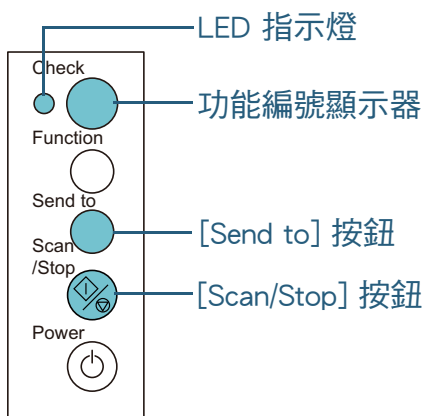 LED 指示燈
Check
功能編號顯示器
Function
Send to
[Send to] 按鈕
Scan
/Stop
[Scan/Stop] 按鈕
Power